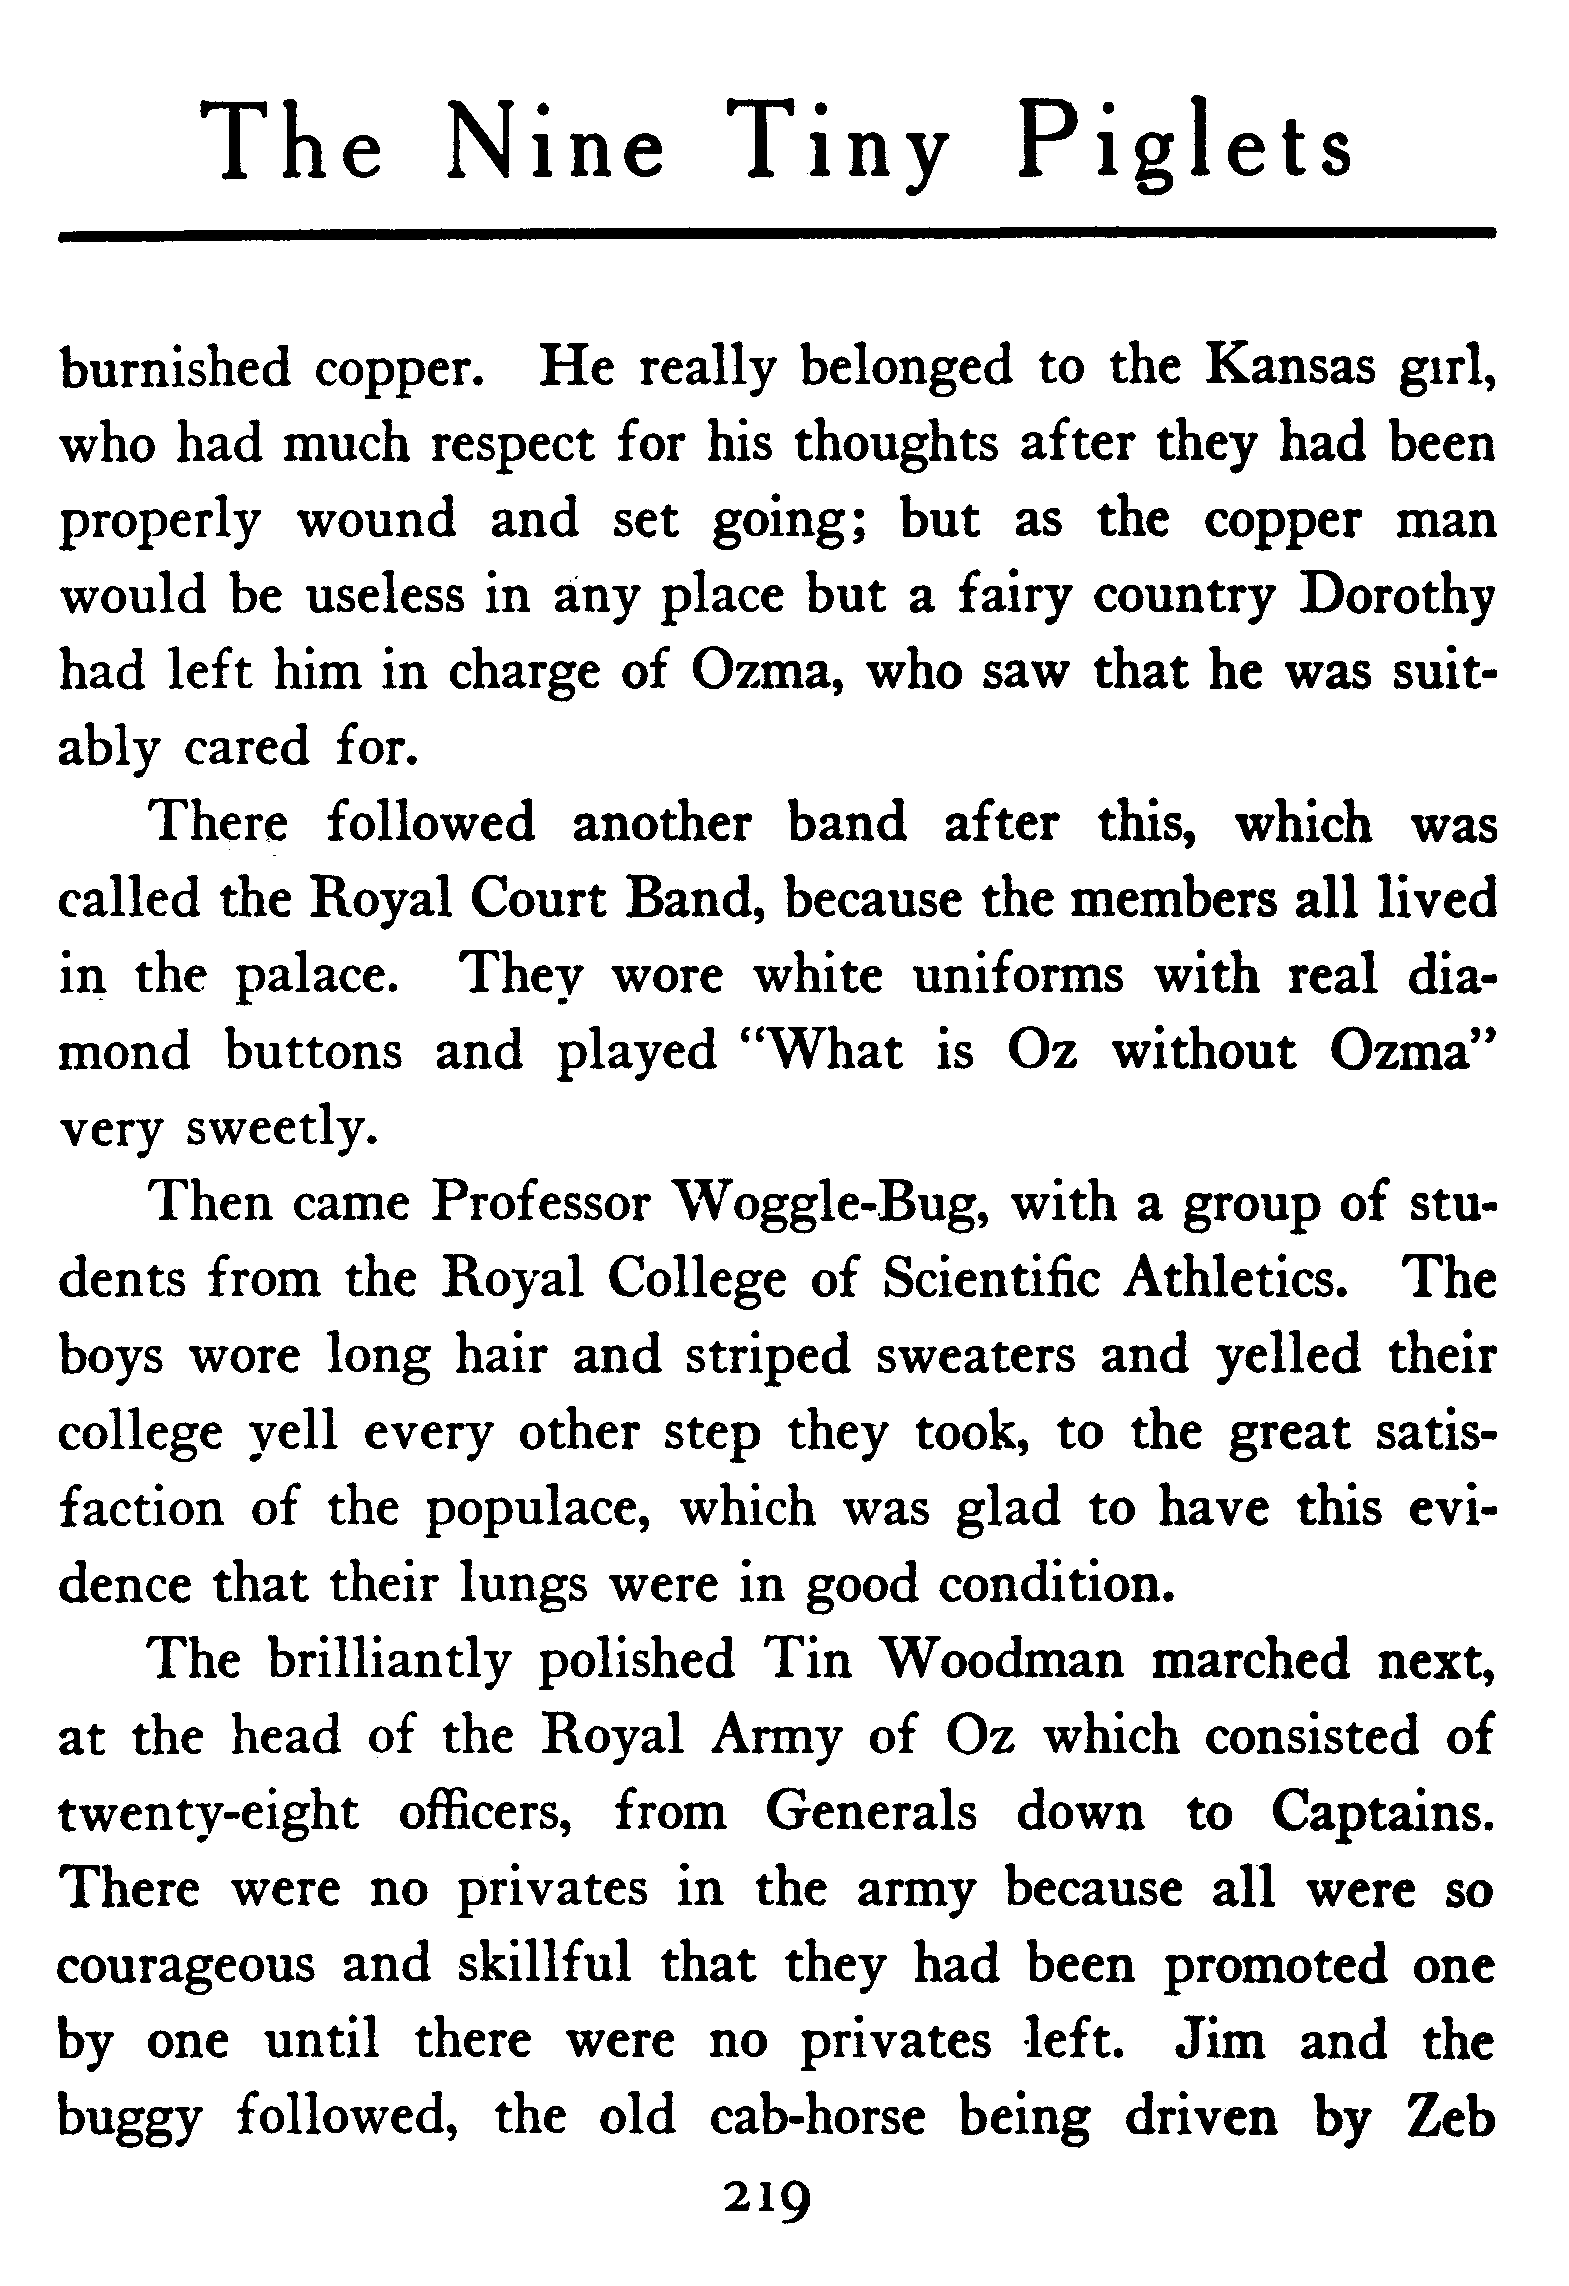 The Nine Tiny Piglets
burnished copper. He really belonged to the Kansas girl,
who had much respect for his thoughts after they had been
properly wound and set going; but as the copper man
would be useless in any place but a fairy country Dorothy
had left him in charge of Ozma, who saw that he was suit-
ably cared for.
There followed another band after this, which was
called the Royal Court Band, because the members all lived
in the palace. They wore white uniforms with real dia-
mond buttons and played "What is Oz without Ozma"
very sweetly.
Then came Professor Woggle-Bug, with a group of stu-
dents from the Royal College of Scientific Athletics. The
boys wore long hair and striped sweaters and yelled their
college yell every other step they took, to the great satis-
faction of the populace, which was glad to have this evi-
dence that their lungs were in good condition.
The brilliantly polished Tin Woodman marched next,
at the head of the Royal Army of Oz which consisted of
twenty-eight officers, from Generals down to Captains.
There were no privates in the army because all were so
courageous and skillful that they had been promoted one
by one until there were no privates left. Jim and the
buggy followed, the old cab-horse being driven by Zeb
219